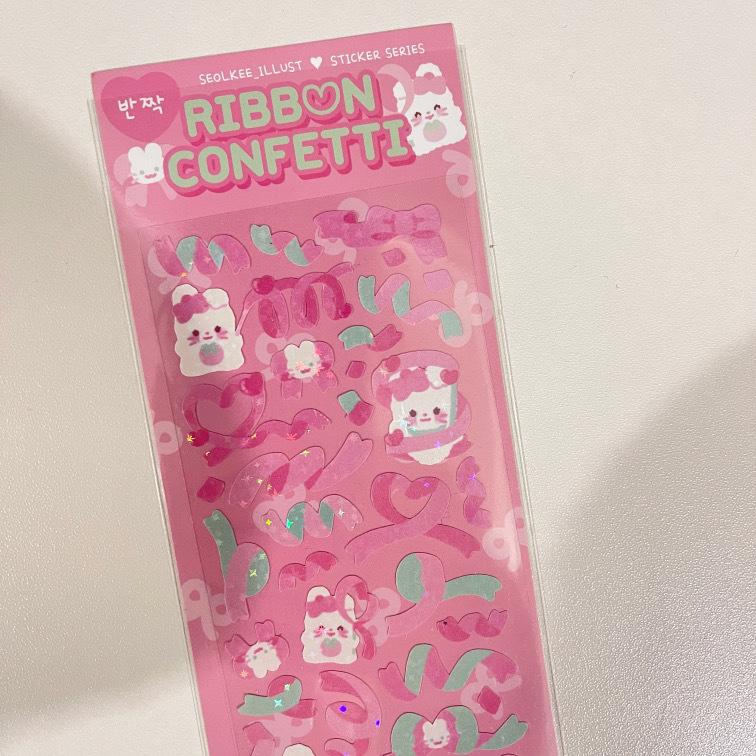 SEOLKEE_ILLUST ♥ STICKER SERIES
반짝
RIBBON
CONFETTI